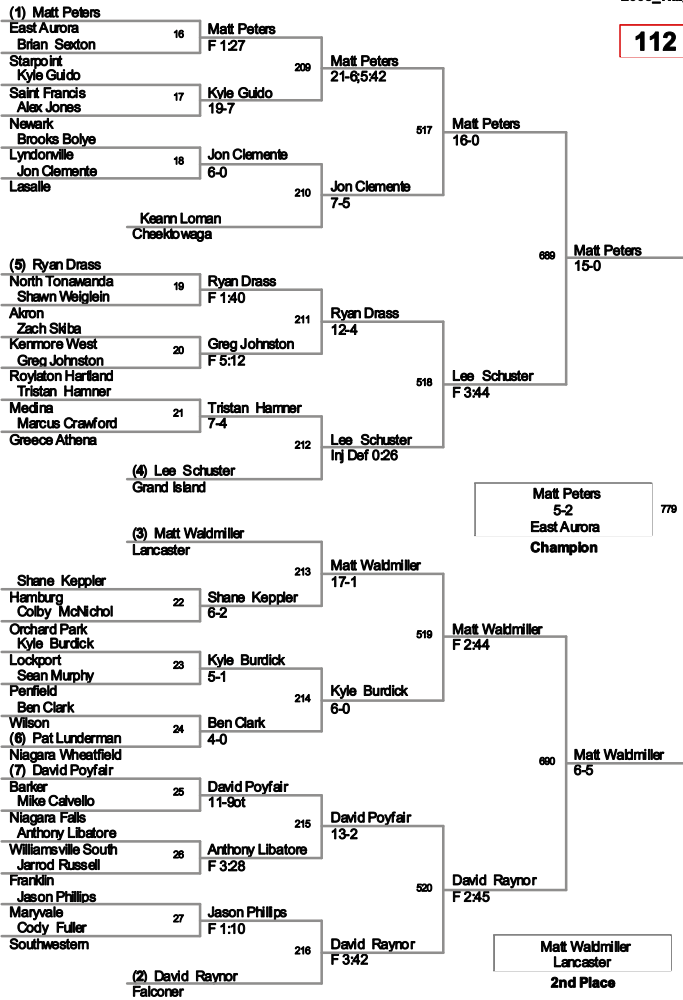 112
(1) Matt Peters
East Aurora
16
Matt Peters
Brian Sexton
F 1:27
Starpoint
209
Matt Peters
Kyle Guido
21-6;5:42
Saint Francis
17
Kyle Guido
Alex Jones
19-7
Newark
517
Matt Peters
Brooks Bolye
16-0
Lyndonville
18
Jon Clemente
Jon Clemente
6-0
Lasalle
210
Jon Clemente
7-5
Keann Loman
Cheektowaga
689
Matt Peters
15-0
(5) Ryan Drass
North Tonawanda
19
Ryan Drass
Shawn Weiglein
F 1:40
Akron
211
Ryan Drass
Zach Skiba
12-4
Kenmore West
20
Greg Johnston
Greg Johnston
F 5:12
Roylaton Hartland
518
Lee Schuster
Tristan Hamner
F 3:44
Medina
21
Tristan Hamner
Marcus Crawford
7-4
Greece Athena
212
Lee Schuster
Inj Def 0:26
(4) Lee Schuster
Grand Island
Matt Peters
5-2
East Aurora
779
Champion
(3) Matt Waldmiller
Lancaster
213
Matt Waldmiller
17-1
Shane Keppler
Hamburg
22
Shane Keppler
Colby McNichol
6-2
Orchard Park
519
Matt Waldmiller
Kyle Burdick
F 2:44
Lockport
23
Kyle Burdick
Sean Murphy
5-1
Penfield
214
Kyle Burdick
Ben Clark
6-0
Wilson
24
Ben Clark
(6) Pat Lunderman
4-0
Niagara Wheatfield
690
Matt Waldmiller
6-5
(7) David Poyfair
Barker
25
David Poyfair
Mike Calvello
11-9ot
Niagara Falls
215
David Poyfair
Anthony Libatore
13-2
Williamsville South
26
Anthony Libatore
Jarrod Russell
F 3:28
Franklin
520
David Raynor
Jason Phillips
F 2:45
Maryvale
27
Jason Phillips
Cody Fuller
F 1:10
Southwestern
216
David Raynor
F 3:42
(2) David Raynor
Falconer
Matt Waldmiller
Lancaster
2nd Place